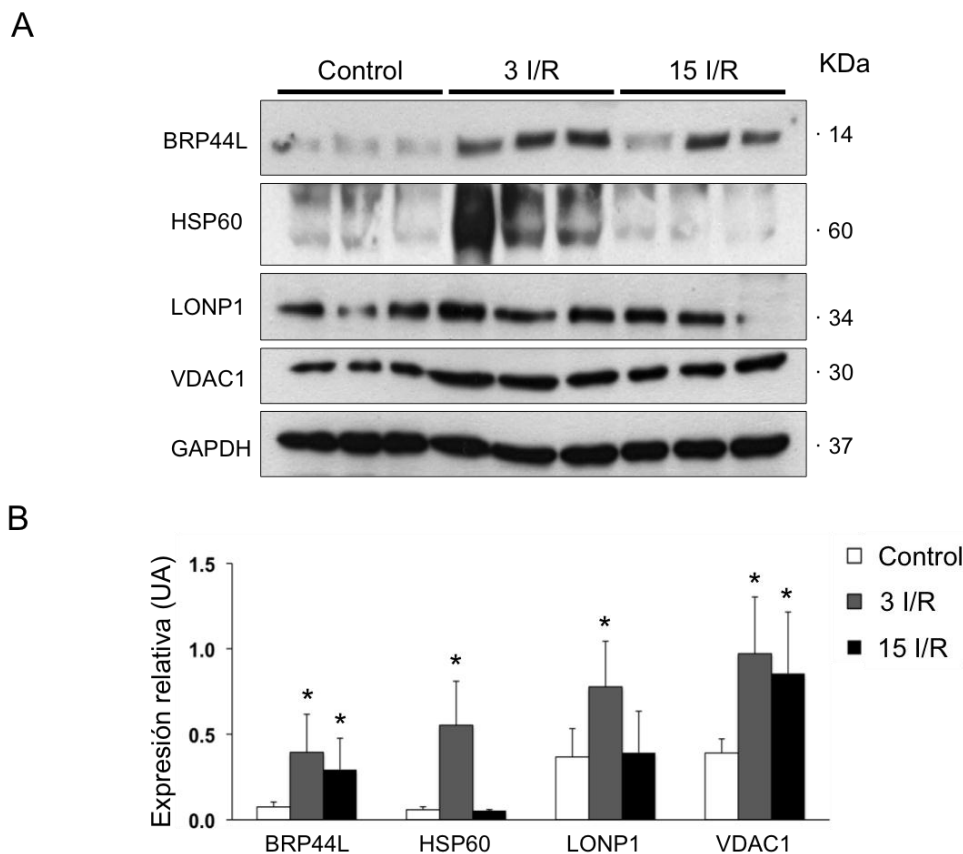 A
Control 3 I/R 15 I/R KDa
BRP44L · 14
HSP60 · 60
LONP1 · 34
VDAC1 · 30
GAPDH · 37
B
Expresión relativa (UA)
1.5
1.0
0.5
0.0
* * * * * *
BRP44L HSP60 LONP1 VDAC1
Control
3 I/R
15 I/R